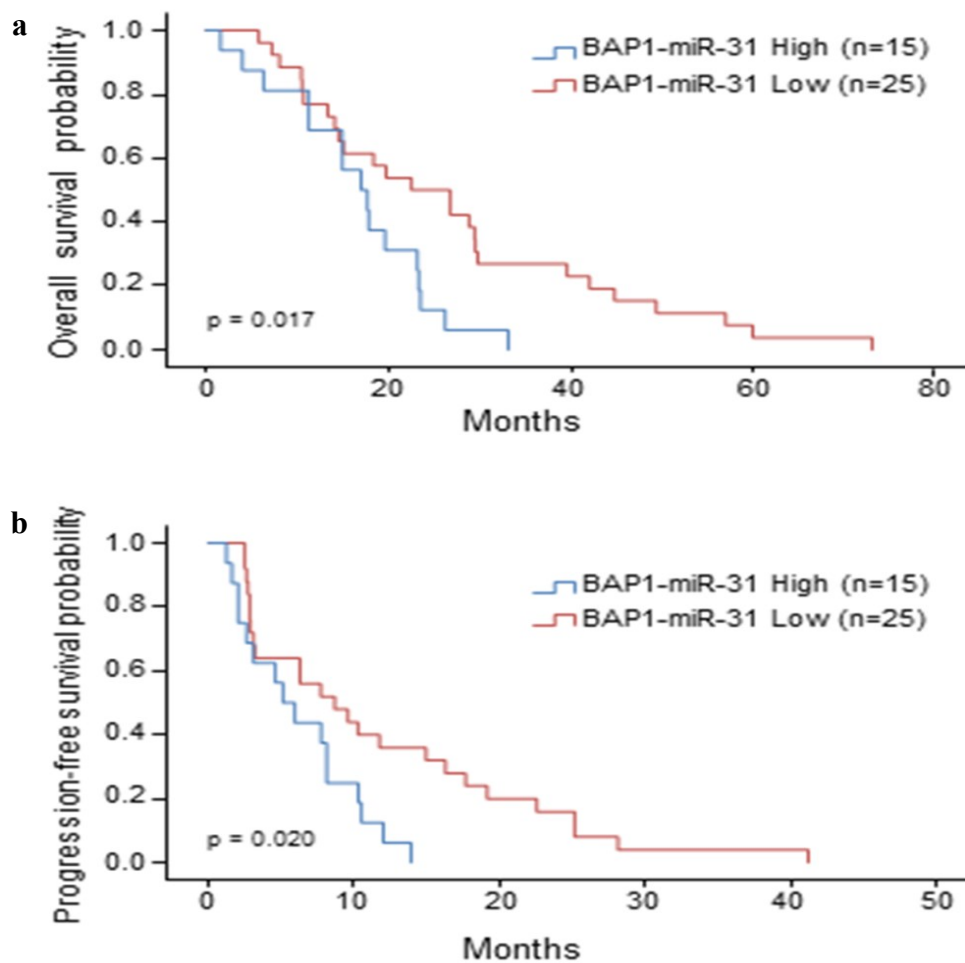 a
Overall survival probability
1.0
0.8
0.6
0.4
0.2
0.0
BAP1-miR-31 High (n=15)
BAP1-miR-31 Low (n=25)
p = 0.017
0 20 40 60 80
Months
b
Progression-free survival probability
1.0
0.8
0.6
0.4
0.2
0.0
BAP1-miR-31 High (n=15)
BAP1-miR-31 Low (n=25)
p = 0.020
0 10 20 30 40 50
Months